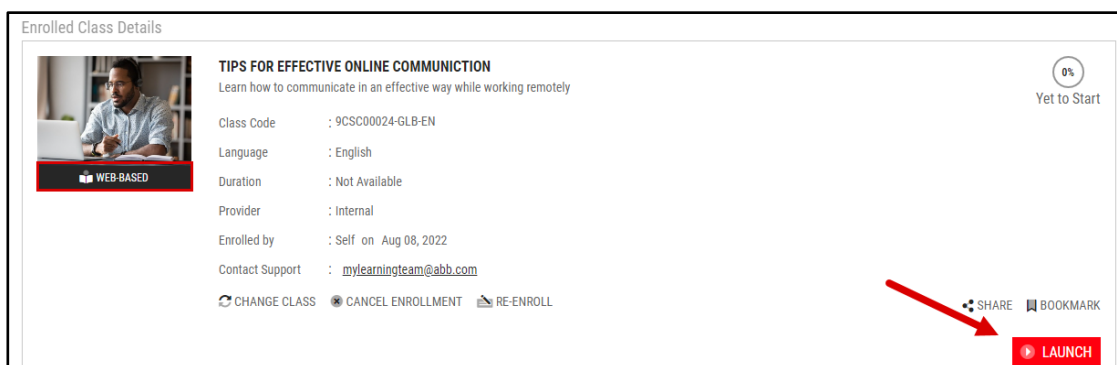 Enrolled Class Details
TIPS FOR EFFECTIVE ONLINE COMMUNICTION
Learn how to communicate in an effective way while working remotely
0%
Yet to Start
WEB-BASED
Class Code : 9CSC00024-GLB-EN
Language : English
Duration : Not Available
Provider : Internal
Enrolled by : Self on Aug 08, 2022
Contact Support : mylearningteam@abb.com
CHANGE CLASS CANCEL ENROLLMENT RE-ENROLL
SHARE BOOKMARK
LAUNCH